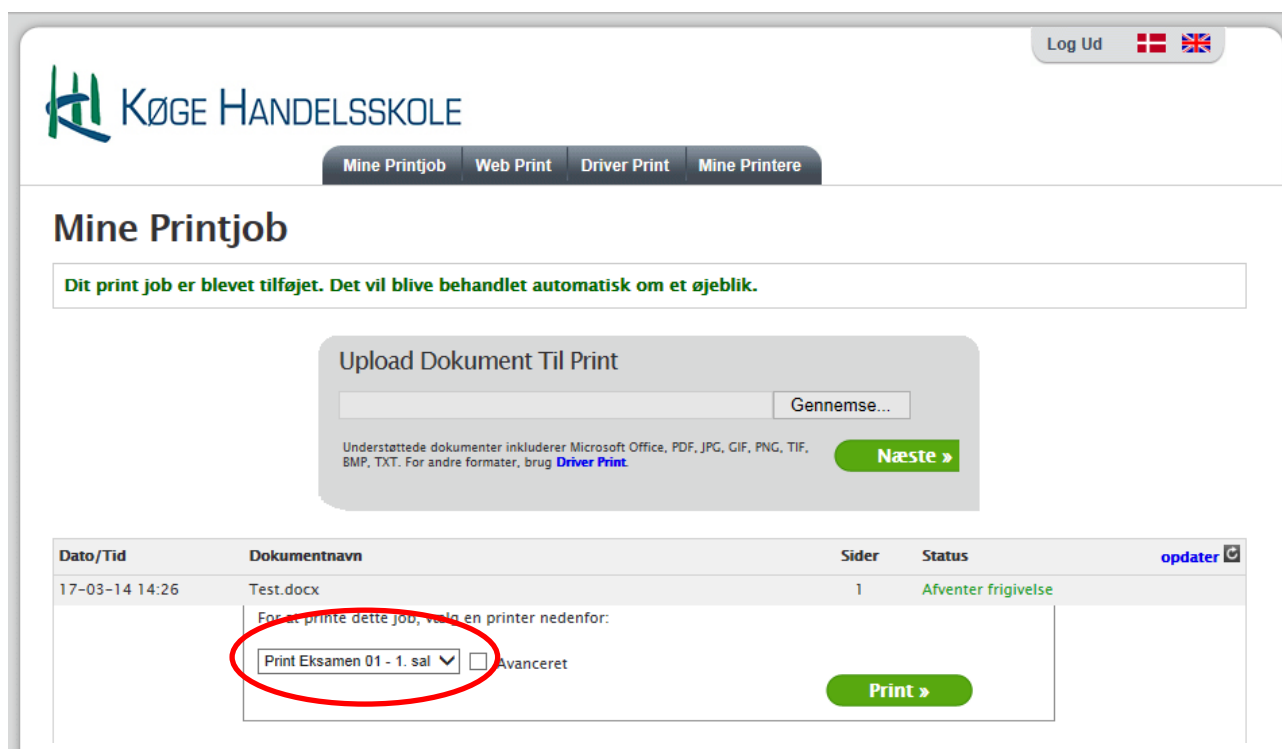 Log Ud
KØGE HANDELSSKOLE
Mine Printjob Web Print Driver Print Mine Printere
Mine Printjob
Dit print job er blevet tilføjet. Det vil blive behandlet automatisk om et øjeblik.
Upload Dokument Til Print
Gennemse...
Understøttede dokumenter inkluderer Microsoft Office, PDF, JPG, GIF, PNG, TIF,
BMP, TXT. For andre formater, brug Driver Print.
Næste »
Dato/Tid Dokumentnavn Sider Status opdater
17-03-14 14:26 Test.docx 1 Afventer frigivelse
For at printe dette job, vælg en printer nedenfor:
Print Eksamen 01 - 1. sal Avanceret
Print »